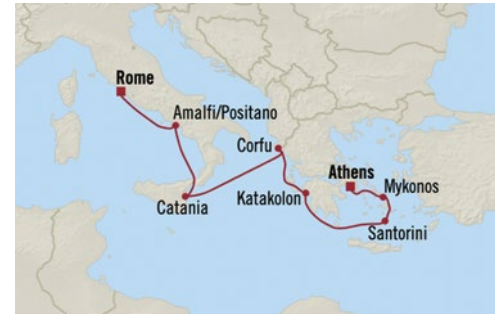 Rome
Amalfi/Positano
Corfu
Athens
Catania
Katakolon
Mykonos
Santorini